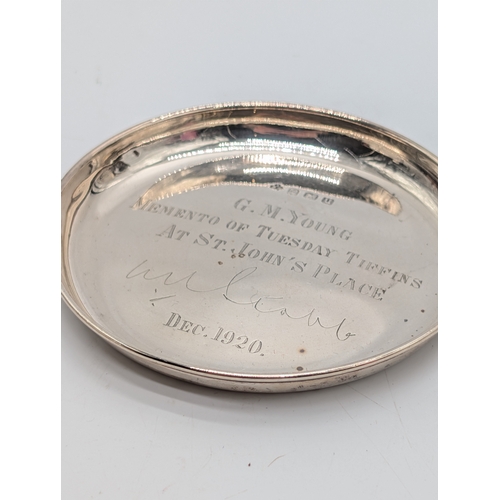 G. M. YOUNG
MEMENTO OF TUESDAY TIFFINS
AT ST. JOHN'S PLACE
DEC. 1920.